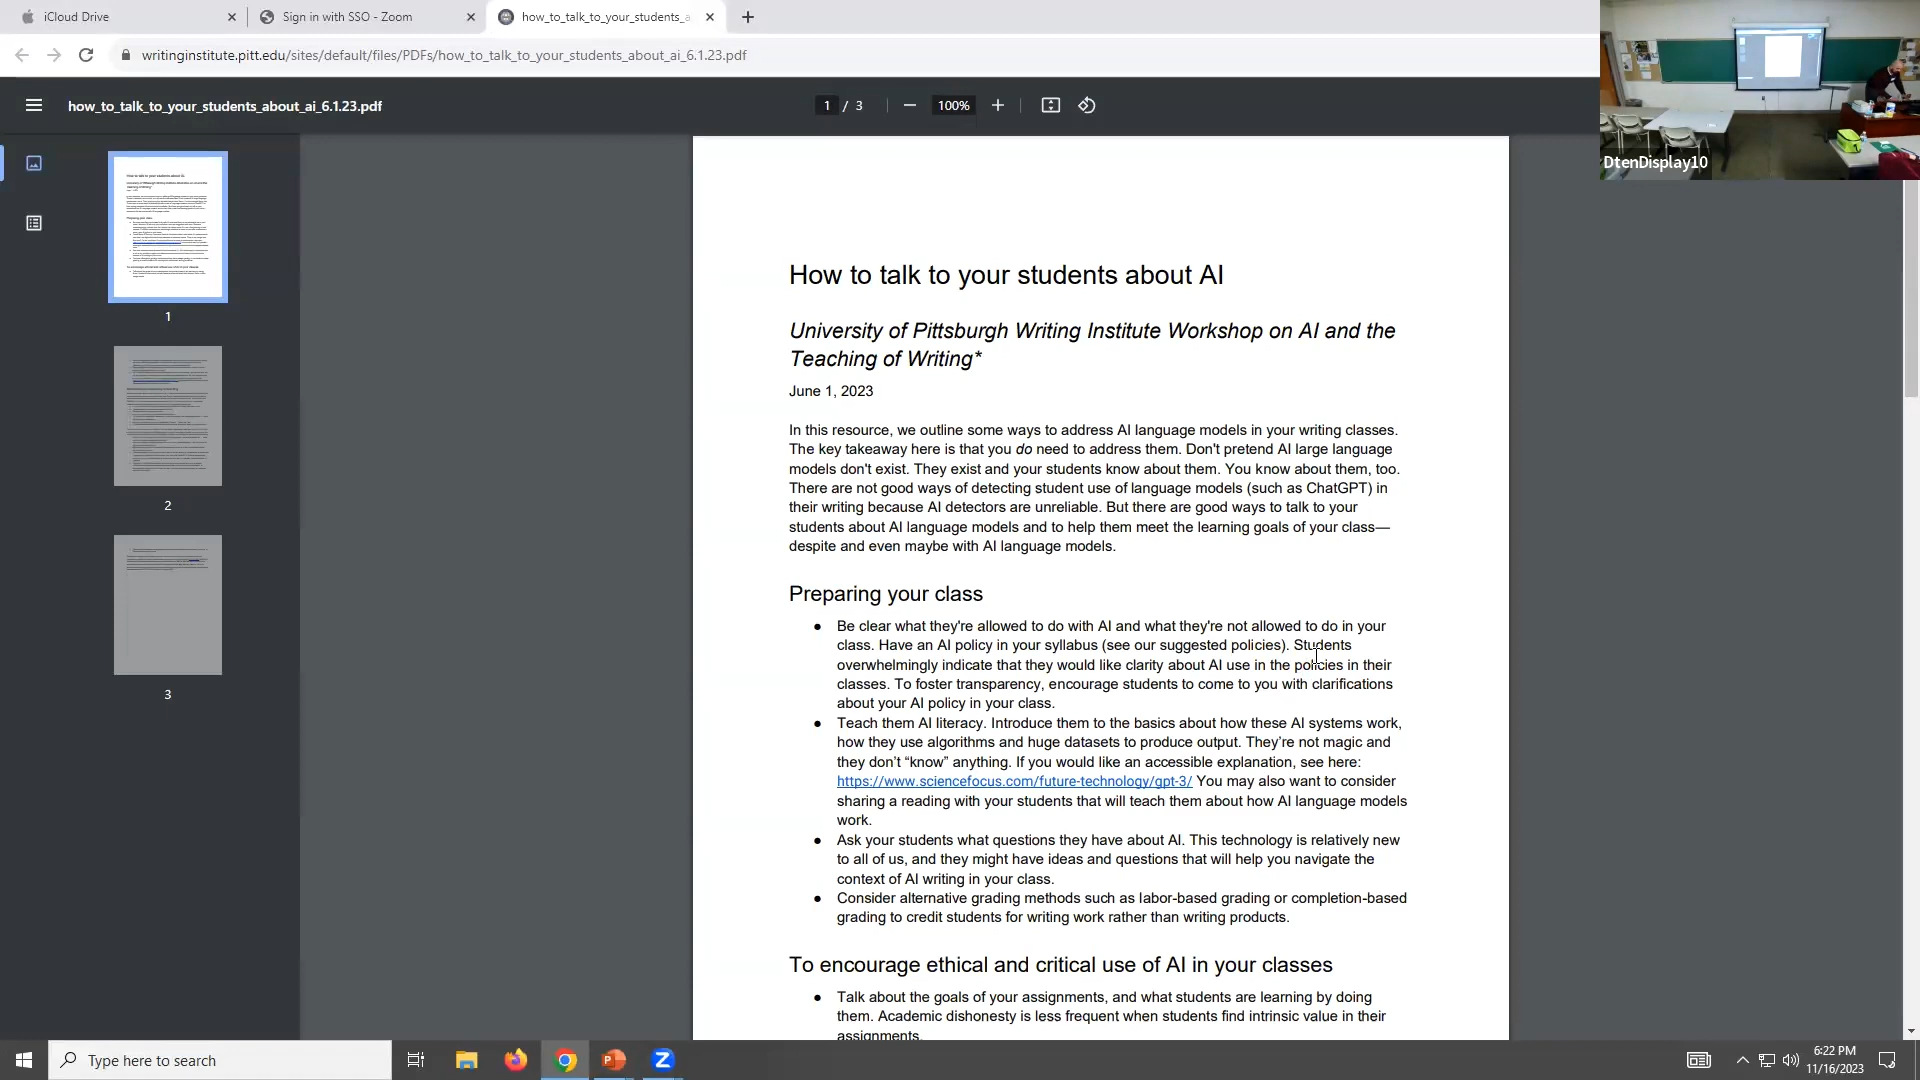 iCloud Drive
Sign in with SSO - Zoom
how_to_talk_to_your_students_a
writinginstitute.pitt.edu/sites/default/files/PDFs/how_to_talk_to_your_students_about_ai_6.1.23.pdf
how_to_talk_to_your_students_about_ai_6.1.23.pdf
1 / 3
100%
DtenDisplay10
1
2
3
How to talk to your students about AI
University of Pittsburgh Writing Institute Workshop on AI and the
Teaching of Writing*
June 1, 2023
In this resource, we outline some ways to address AI language models in your writing classes.
The key takeaway here is that you do need to address them. Don't pretend AI large language
models don't exist. They exist and your students know about them. You know about them, too.
There are not good ways of detecting student use of language models (such as ChatGPT) in
their writing because AI detectors are unreliable. But there are good ways to talk to your
students about AI language models and to help them meet the learning goals of your class—
despite and even maybe with AI language models.
Preparing your class
● Be clear what they're allowed to do with AI and what they're not allowed to do in your
class. Have an AI policy in your syllabus (see our suggested policies). Students
overwhelmingly indicate that they would like clarity about AI use in the policies in their
classes. To foster transparency, encourage students to come to you with clarifications
about your AI policy in your class.
● Teach them AI literacy. Introduce them to the basics about how these AI systems work,
how they use algorithms and huge datasets to produce output. They’re not magic and
they don’t “know” anything. If you would like an accessible explanation, see here:
https://www.sciencefocus.com/future-technology/gpt-3/ You may also want to consider
sharing a reading with your students that will teach them about how AI language models
work.
● Ask your students what questions they have about AI. This technology is relatively new
to all of us, and they might have ideas and questions that will help you navigate the
context of AI writing in your class.
● Consider alternative grading methods such as labor-based grading or completion-based
grading to credit students for writing work rather than writing products.
To encourage ethical and critical use of AI in your classes
● Talk about the goals of your assignments, and what students are learning by doing
them. Academic dishonesty is less frequent when students find intrinsic value in their
assignments.
Type here to search
6:22 PM
11/16/2023